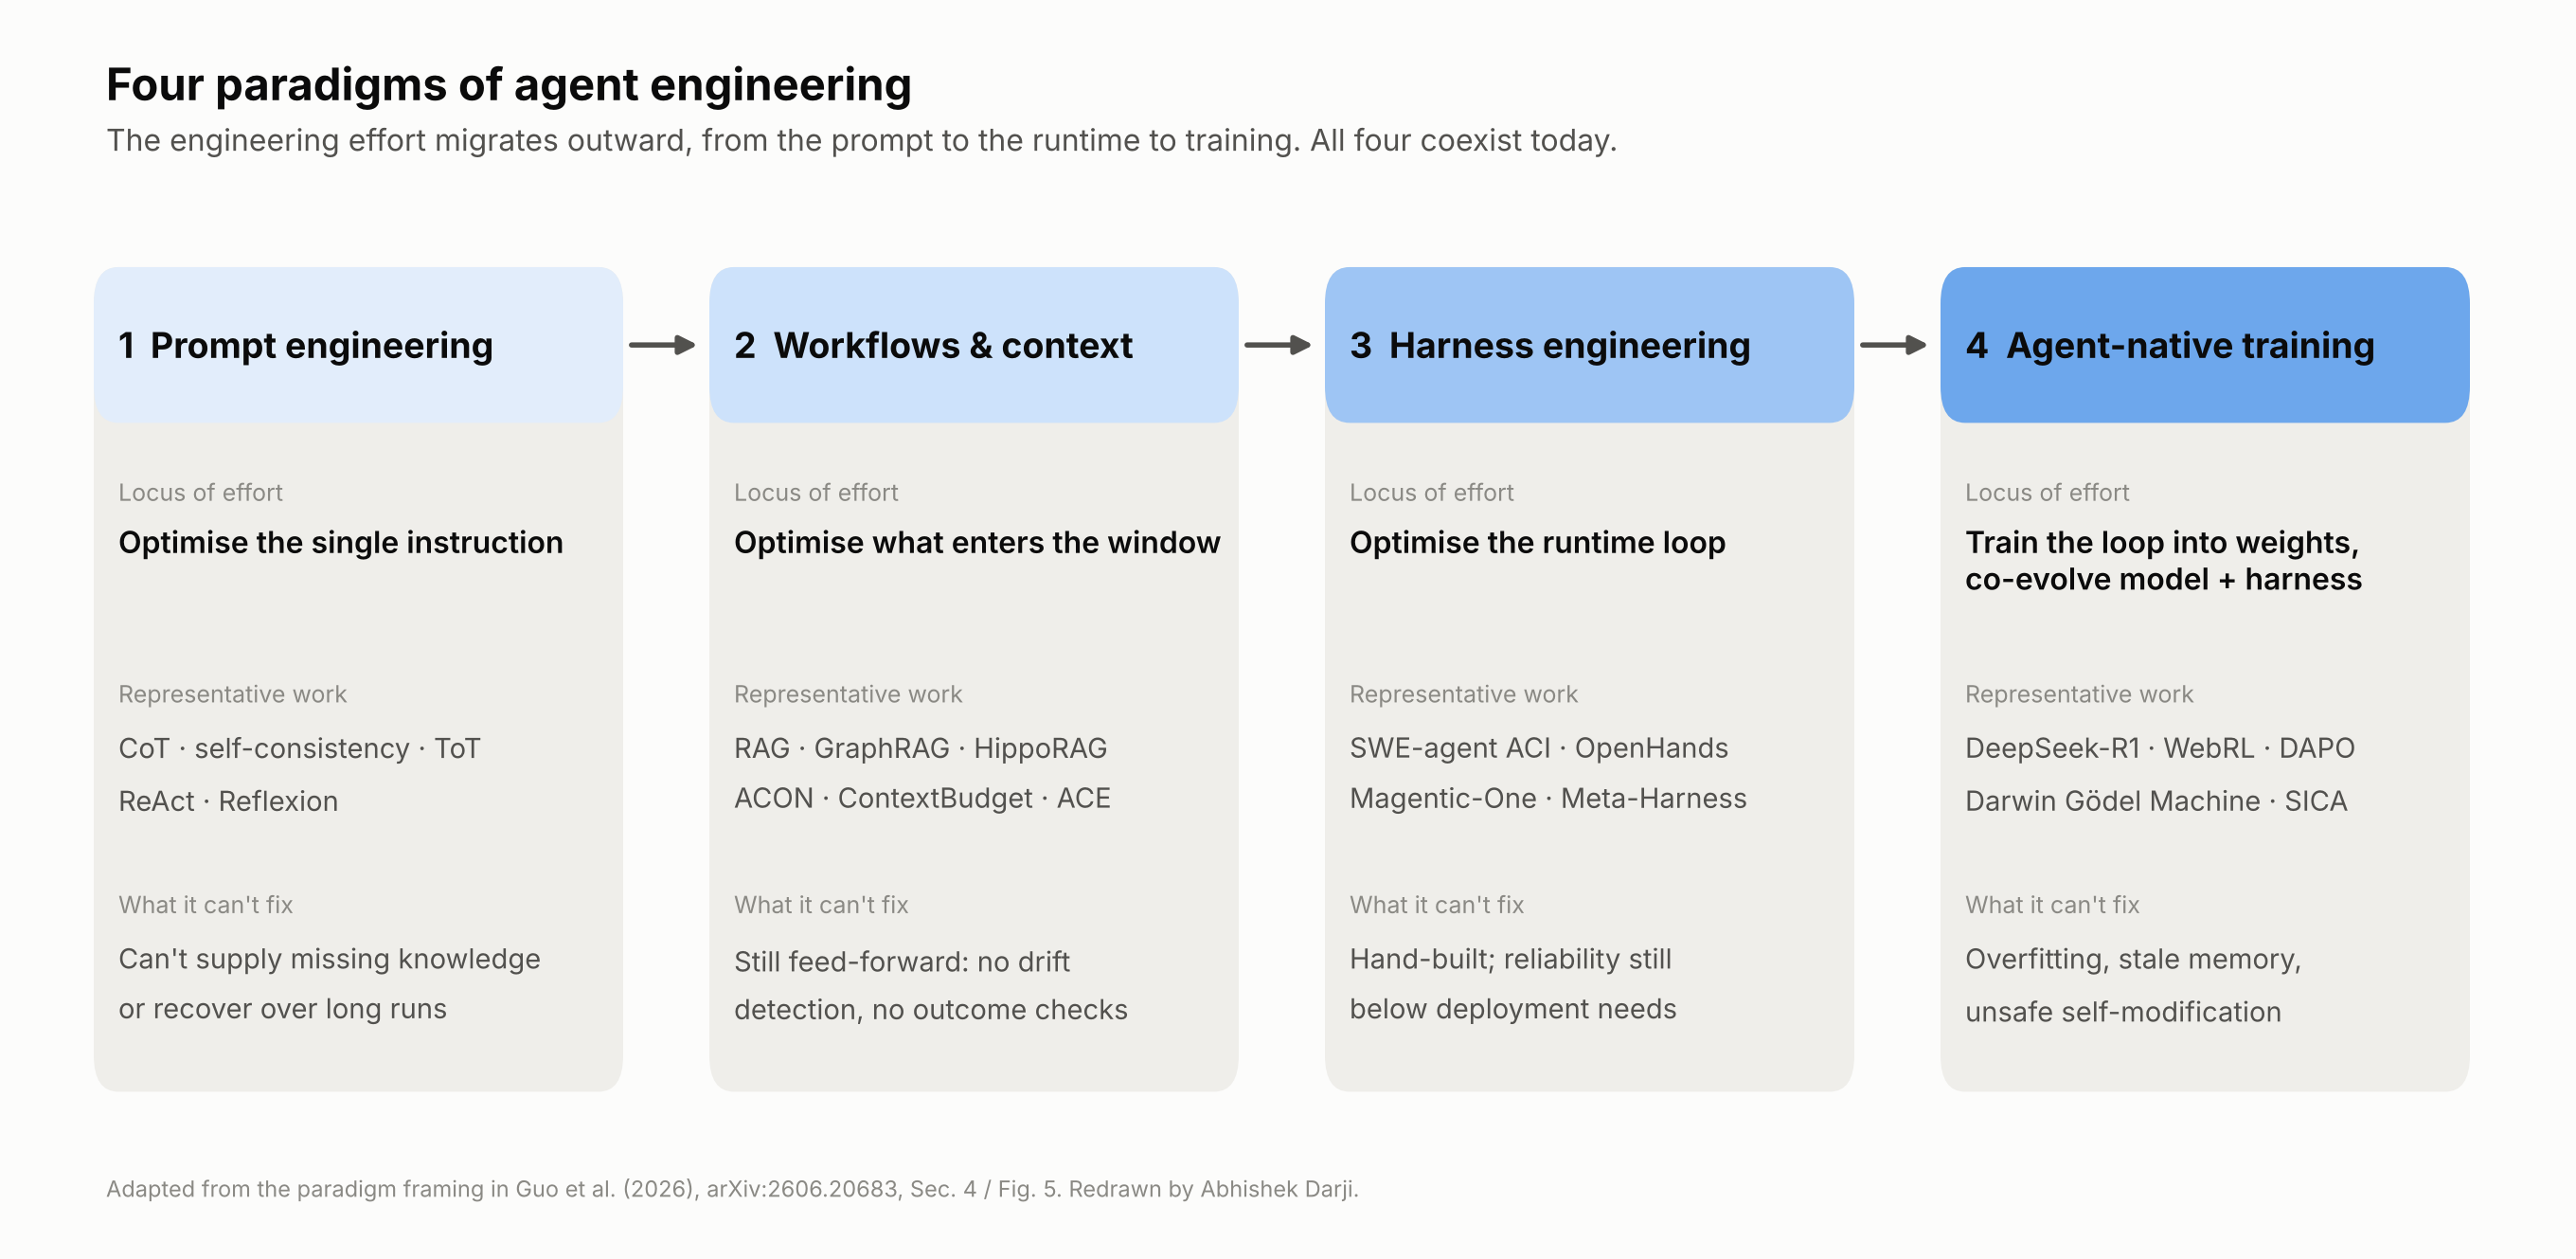 Four paradigms of agent engineering
The engineering effort migrates outward, from the prompt to the runtime to training. All four coexist today.
1 Prompt engineering
Locus of effort
Optimise the single instruction
Representative work
CoT · self-consistency · ToT
ReAct · Reflexion
What it can't fix
Can't supply missing knowledge
or recover over long runs
2 Workflows & context
Locus of effort
Optimise what enters the window
Representative work
RAG · GraphRAG · HippoRAG
ACON · ContextBudget · ACE
What it can't fix
Still feed-forward: no drift
detection, no outcome checks
3 Harness engineering
Locus of effort
Optimise the runtime loop
Representative work
SWE-agent ACI · OpenHands
Magentic-One · Meta-Harness
What it can't fix
Hand-built; reliability still
below deployment needs
4 Agent-native training
Locus of effort
Train the loop into weights,
co-evolve model + harness
Representative work
DeepSeek-R1 · WebRL · DAPO
Darwin Gödel Machine · SICA
What it can't fix
Overfitting, stale memory,
unsafe self-modification
Adapted from the paradigm framing in Guo et al. (2026), arXiv:2606.20683, Sec. 4 / Fig. 5. Redrawn by Abhishek Darji.